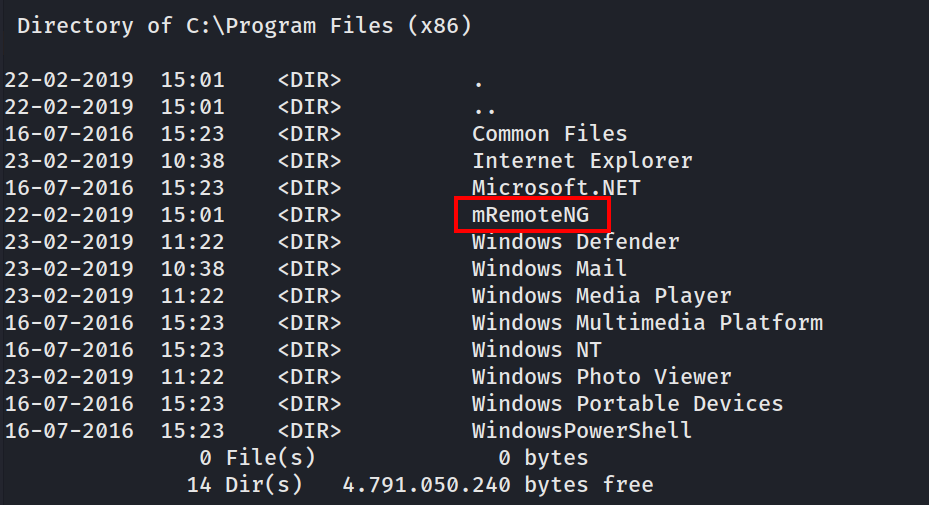 Directory of C:\Program Files (x86)
22-02-2019  15:01    <DIR>          .
22-02-2019  15:01    <DIR>          ..
16-07-2016  15:23    <DIR>          Common Files
23-02-2019  10:38    <DIR>          Internet Explorer
16-07-2016  15:23    <DIR>          Microsoft.NET
22-02-2019  15:01    <DIR>          mRemoteNG
23-02-2019  11:22    <DIR>          Windows Defender
23-02-2019  10:38    <DIR>          Windows Mail
23-02-2019  11:22    <DIR>          Windows Media Player
16-07-2016  15:23    <DIR>          Windows Multimedia Platform
16-07-2016  15:23    <DIR>          Windows NT
23-02-2019  11:22    <DIR>          Windows Photo Viewer
16-07-2016  15:23    <DIR>          Windows Portable Devices
16-07-2016  15:23    <DIR>          WindowsPowerShell
               0 File(s)              0 bytes
              14 Dir(s)   4.791.050.240 bytes free